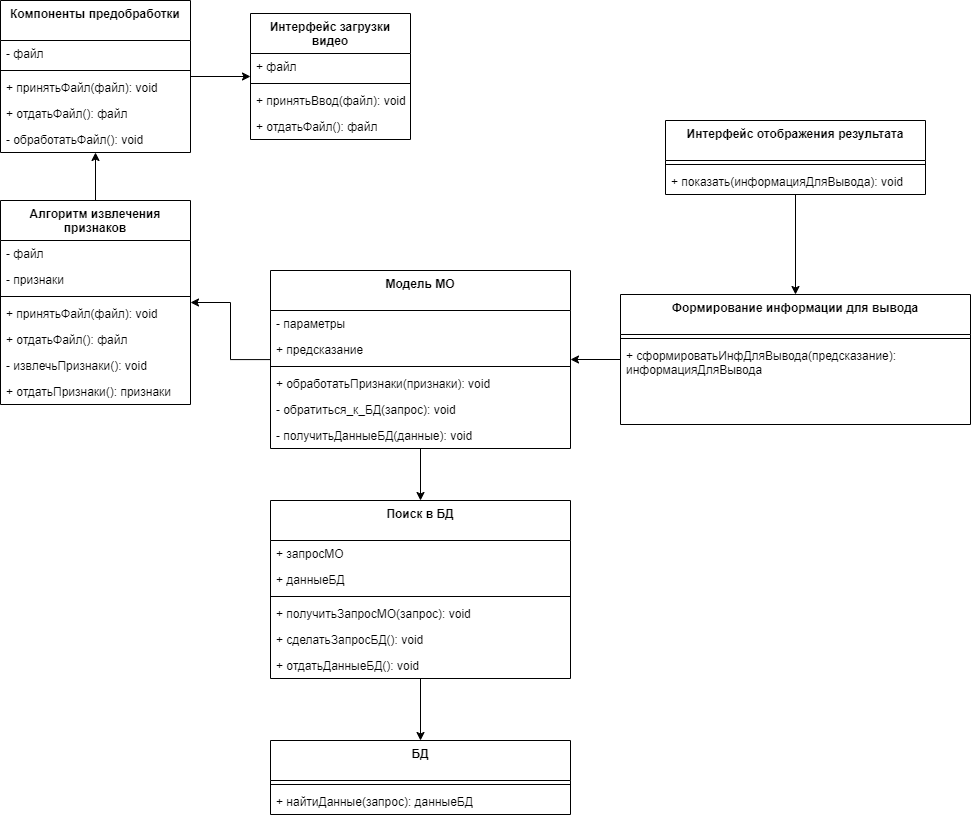 Компоненты предобработки
- файл
+ принятьФайл(файл): void
+ отдатьФайл(): файл
- обработатьФайл(): void
Интерфейс загрузки
видео
+ файл
+ принятьВвод(файл): void
+ отдатьФайл(): файл
Интерфейс отображения результата
+ показать(информацияДляВывода): void
Алгоритм извлечения
признаков
- файл
- признаки
+ принятьФайл(файл): void
+ отдатьФайл(): файл
- извлечьПризнаки(): void
+ отдатьПризнаки(): признаки
Модель МО
- параметры
+ предсказание
+ обработатьПризнаки(признаки): void
- обратиться_к_БД(запрос): void
- получитьДанныеБД(данные): void
Формирование информации для вывода
+ сформироватьИнфДляВывода(предсказание):
информацияДляВывода
Поиск в БД
+ запросМО
+ данныеБД
+ получитьЗапросМО(запрос): void
+ сделатьЗапросБД(): void
+ отдатьДанныеБД(): void
БД
+ найтиДанные(запрос): данныеБД